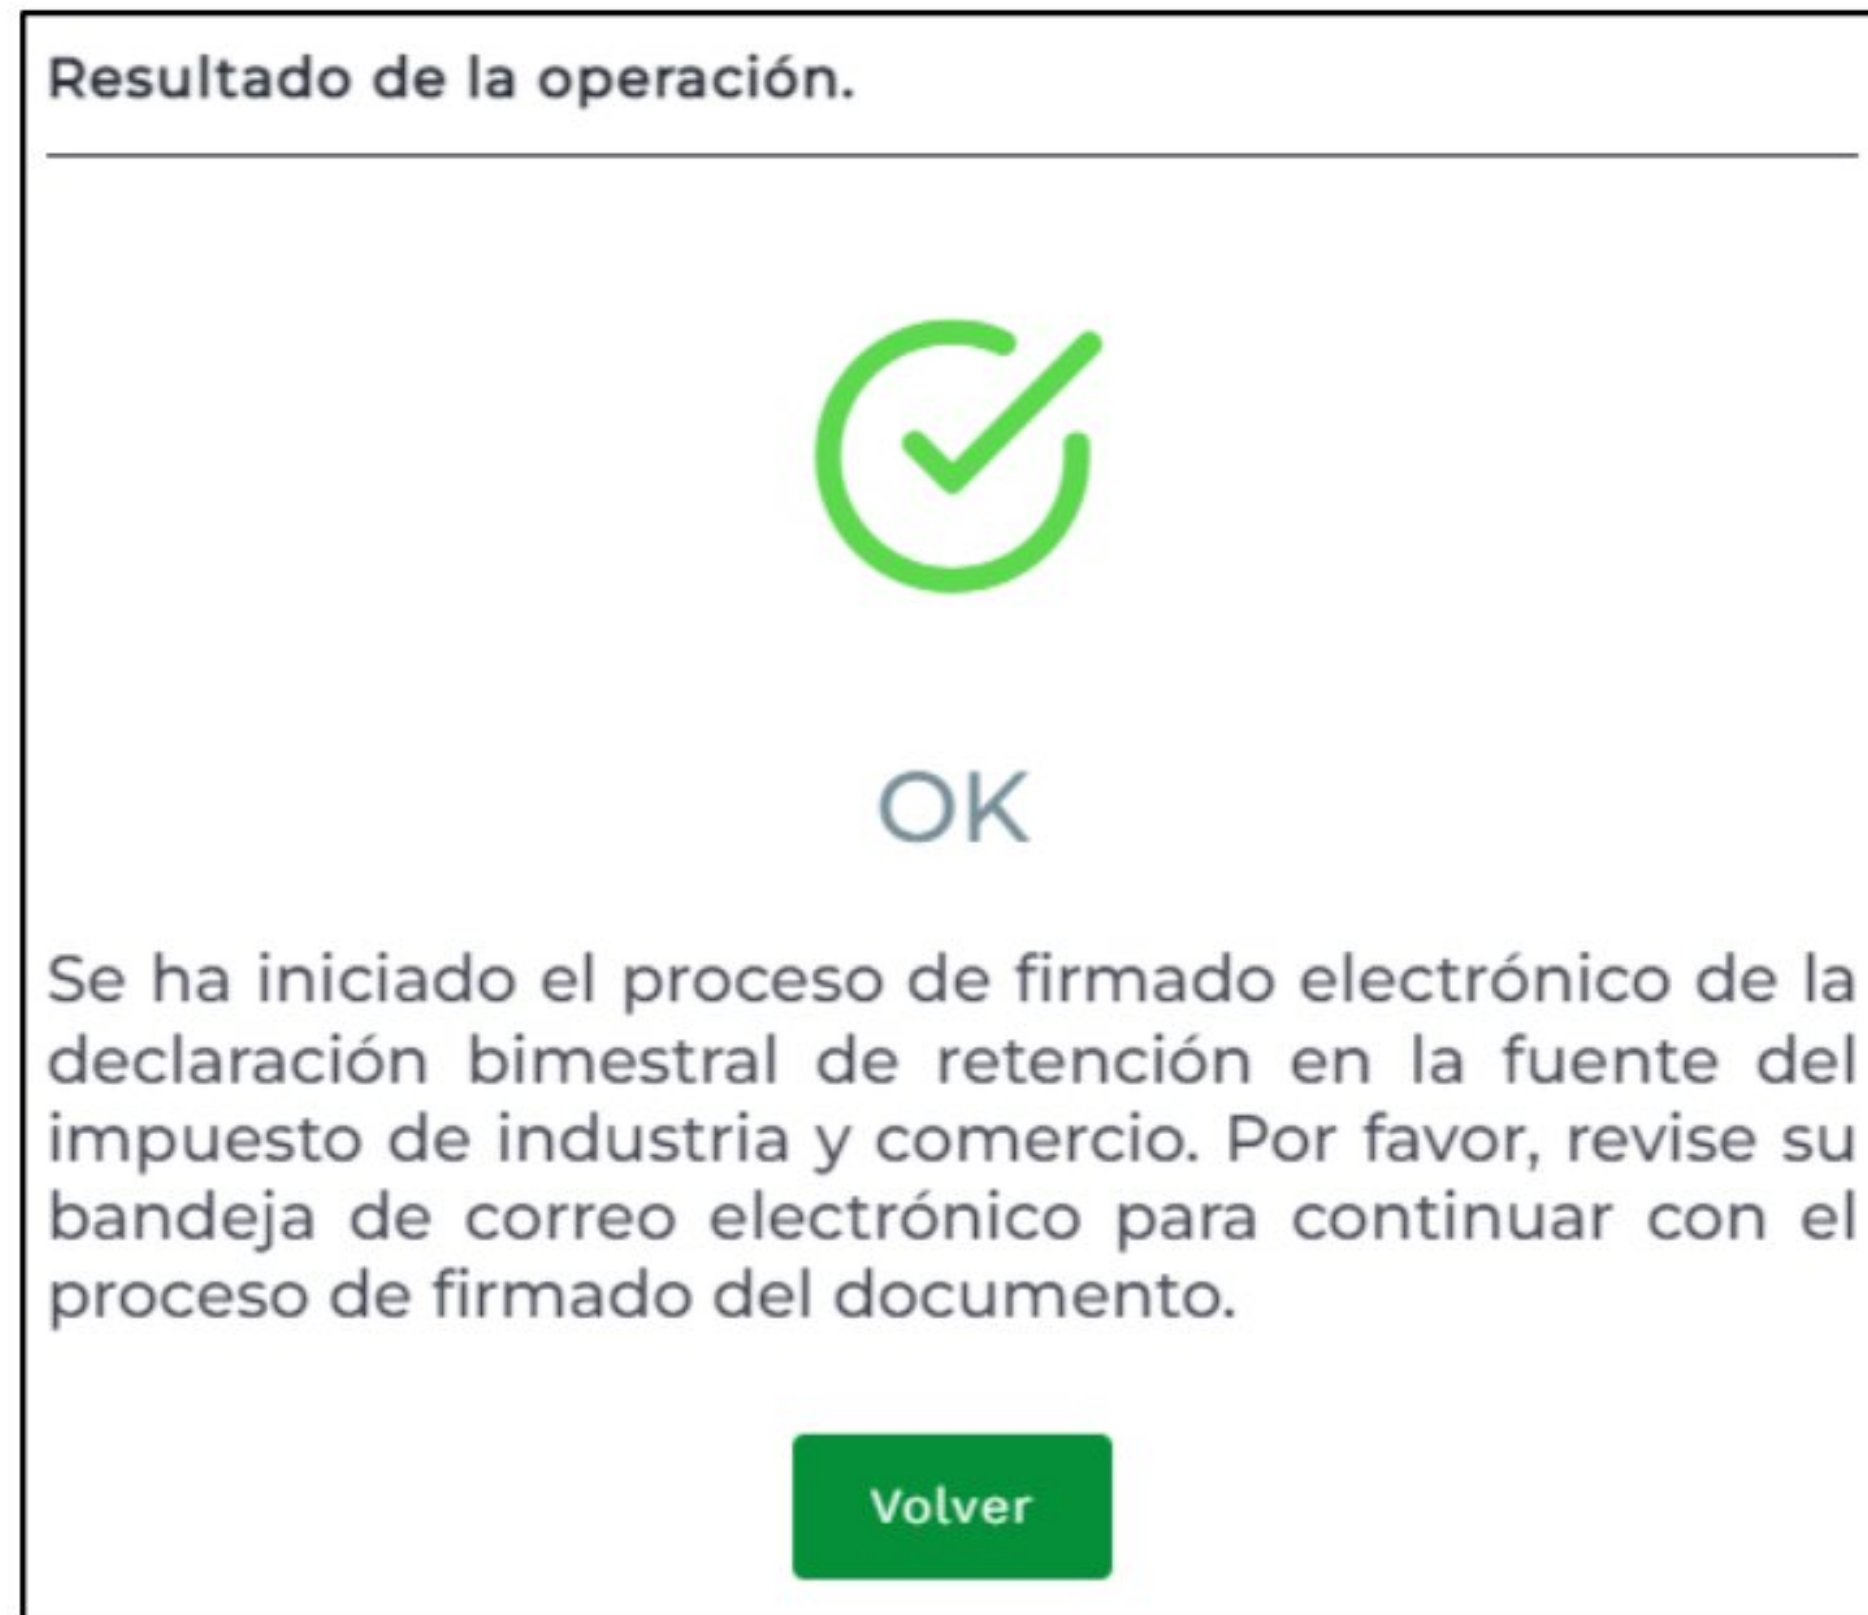 Resultado de la operación.
OK
Se ha iniciado el proceso de firmado electrónico de la
declaración bimestral de retención en la fuente del
impuesto de industria y comercio. Por favor, revise su
bandeja de correo electrónico para continuar con el
proceso de firmado del documento.
Volver